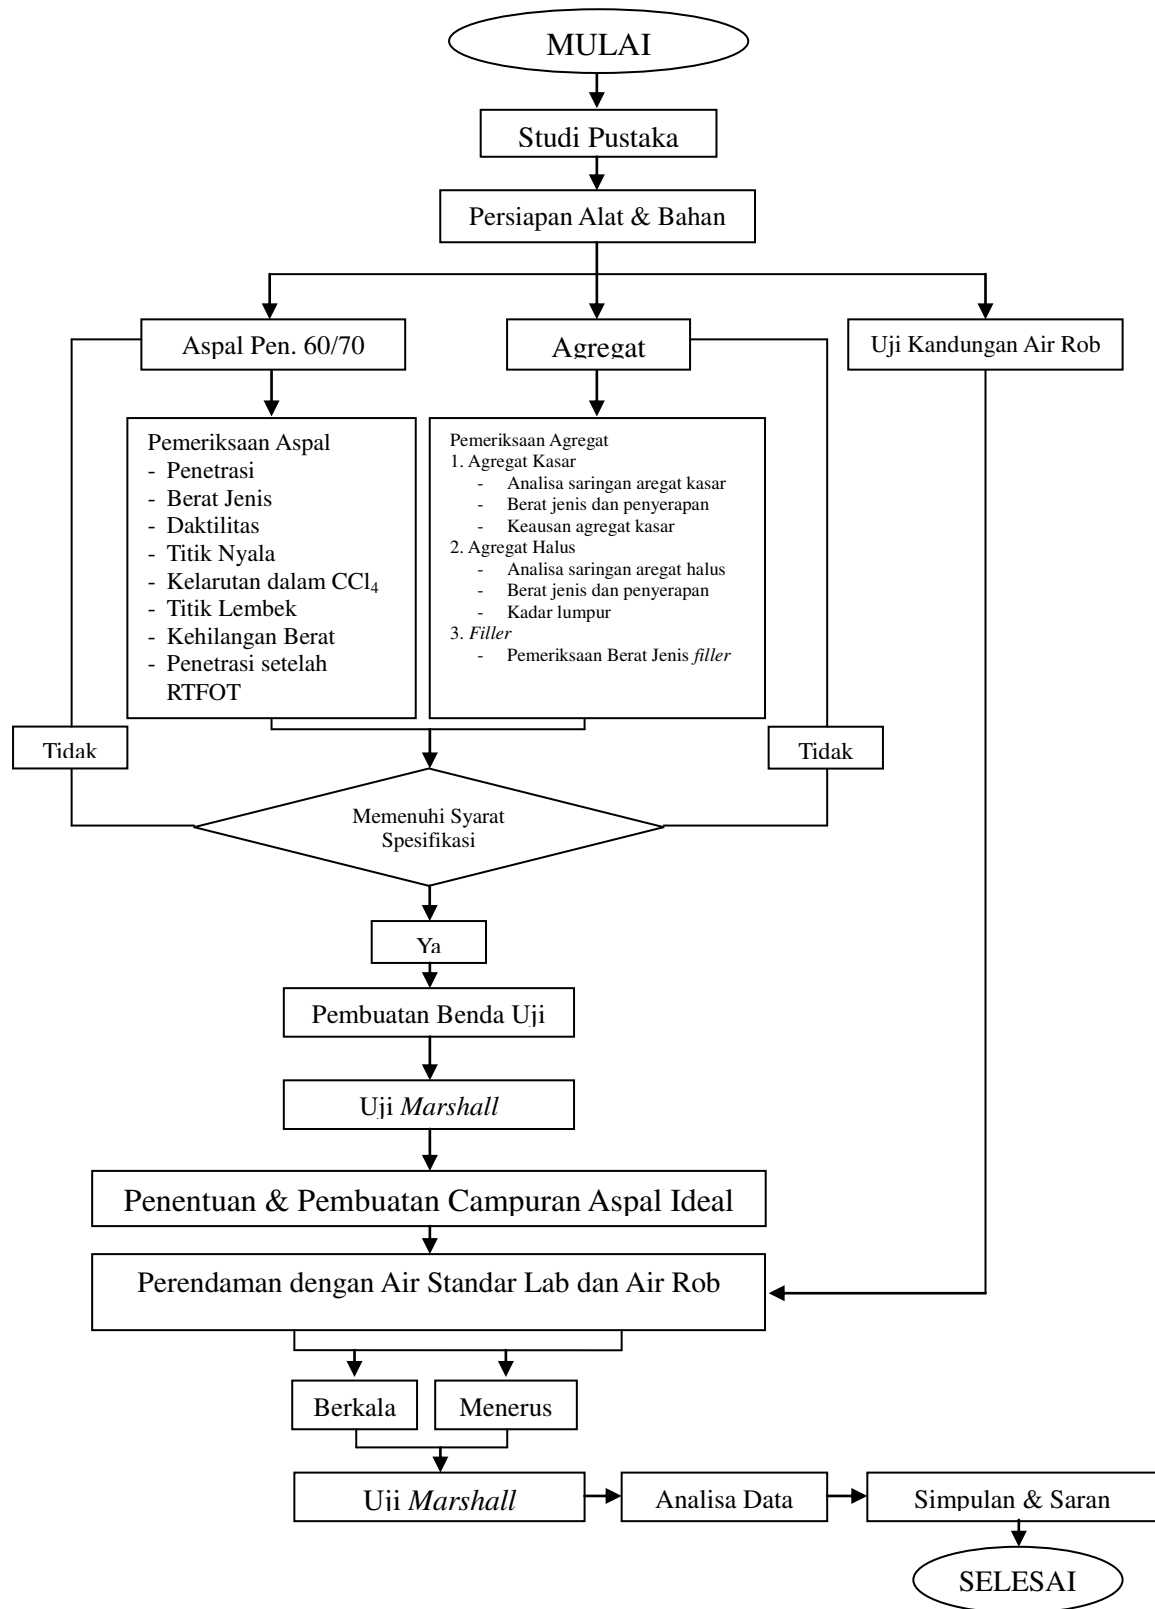 MULAI
Studi Pustaka
Persiapan Alat & Bahan
Aspal Pen. 60/70
Agregat
Uji Kandungan Air Rob
Pemeriksaan Aspal
- Penetrasi
- Berat Jenis
- Daktilitas
- Titik Nyala
- Kelarutan dalam CCl₄
- Titik Lembek
- Kehilangan Berat
- Penetrasi setelah
RTFOT
Pemeriksaan Agregat
1. Agregat Kasar
- Analisa saringan aregat kasar
- Berat jenis dan penyerapan
- Keausan agregat kasar
2. Agregat Halus
- Analisa saringan aregat halus
- Berat jenis dan penyerapan
- Kadar lumpur
3. Filler
- Pemeriksaan Berat Jenis filler
Tidak
Tidak
Memenuhi Syarat
Spesifikasi
Ya
Pembuatan Benda Uji
Uji Marshall
Penentuan & Pembuatan Campuran Aspal Ideal
Perendaman dengan Air Standar Lab dan Air Rob
Berkala
Menerus
Uji Marshall
Analisa Data
Simpulan & Saran
SELESAI